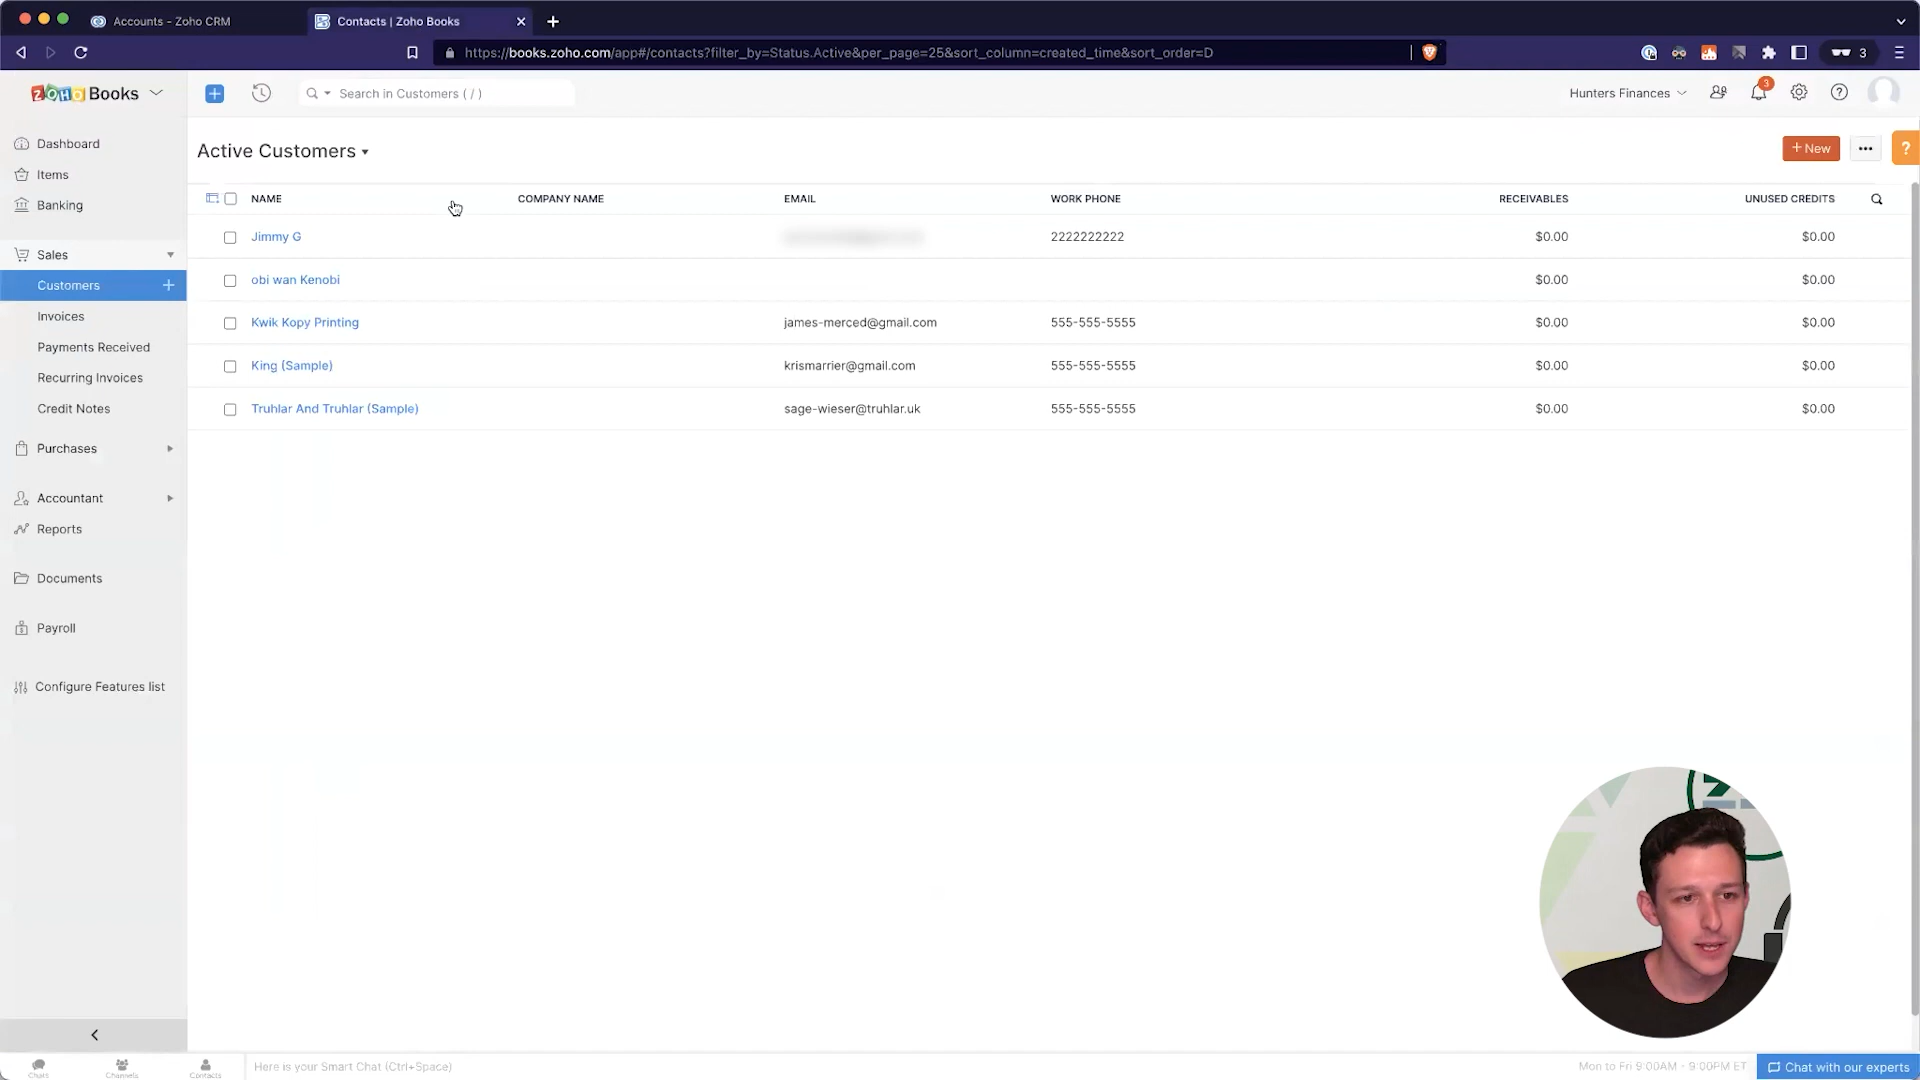 Accounts - Zoho CRM
Contacts | Zoho Books
https://books.zoho.com/app#/contacts?filter_by=Status.Active&per_page=25&sort_column=created_time&sort_order=D
3
ZOHO Books
Search in Customers ( / )
Hunters Finances
3
Dashboard
Items
Banking
Sales
Customers
Invoices
Payments Received
Recurring Invoices
Credit Notes
Purchases
Accountant
Reports
Documents
Payroll
Configure Features list
Active Customers
+ New
?
NAME COMPANY NAME EMAIL WORK PHONE RECEIVABLES UNUSED CREDITS
Jimmy G 2222222222 $0.00 $0.00
obi wan Kenobi $0.00 $0.00
Kwik Kopy Printing james-merced@gmail.com 555-555-5555 $0.00 $0.00
King (Sample) krismarrier@gmail.com 555-555-5555 $0.00 $0.00
Truhlar And Truhlar (Sample) sage-wieser@truhlar.uk 555-555-5555 $0.00 $0.00
Chats
Channels
Contacts
Here is your Smart Chat (Ctrl+Space)
Mon to Fri 9:00AM - 9:00PM ET
Chat with our experts